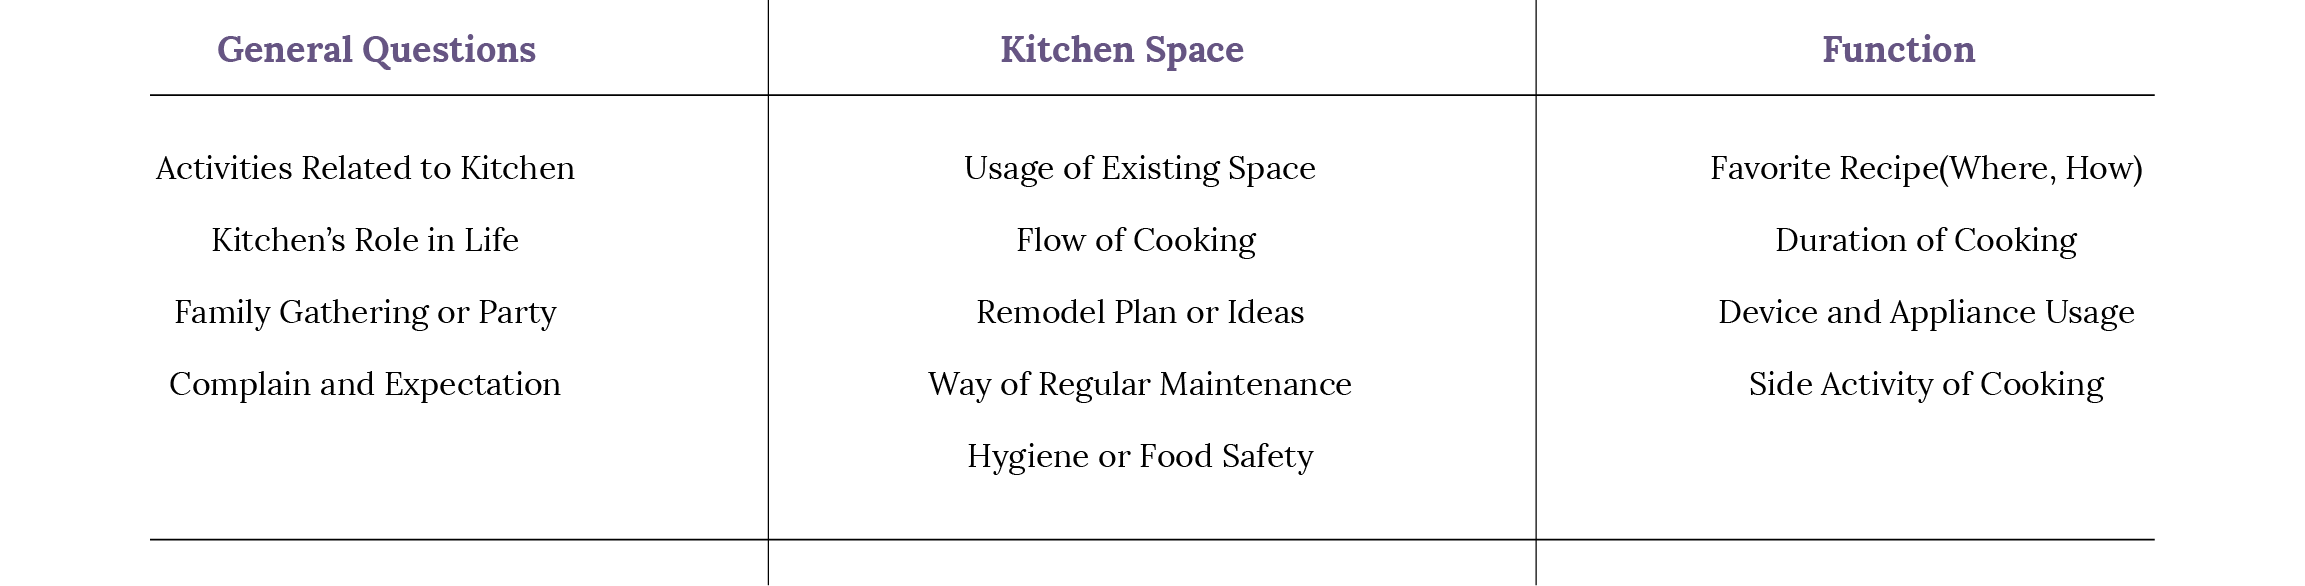 General Questions
Activities Related to Kitchen
Kitchen’s Role in Life
Family Gathering or Party
Complain and Expectation
Kitchen Space
Usage of Existing Space
Flow of Cooking
Remodel Plan or Ideas
Way of Regular Maintenance
Hygiene or Food Safety
Function
Favorite Recipe(Where, How)
Duration of Cooking
Device and Appliance Usage
Side Activity of Cooking